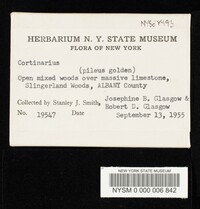 HERBARIUM N. Y. STATE MUSEUM
FLORA OF NEW YORK
Cortinarius
(pileus golden)
Open mixed woods over massive limestone,
Slingerland Woods, ALBANY County
Josephine B. Glasgow &
Collected by Stanley J. Smith, Robert D. Glasgow
No. 19547 Date September 13, 1955
NEW YORK STATE MUSEUM
NYSM 0 000 006 842